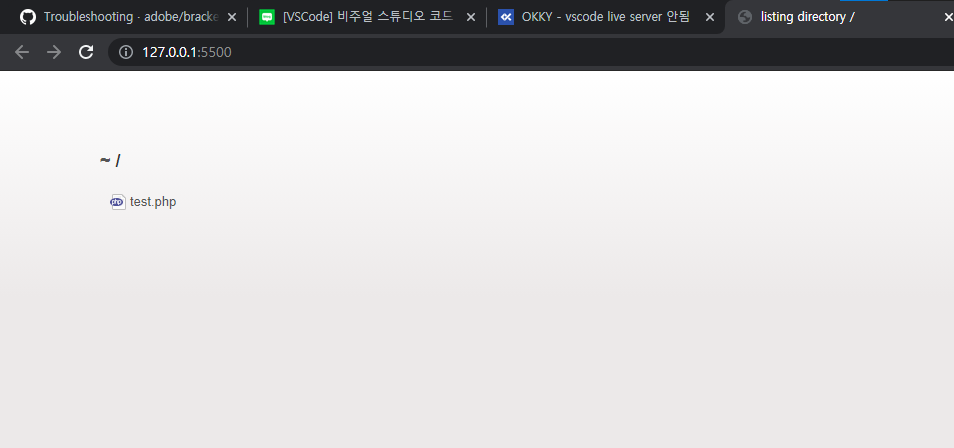 Troubleshooting · adobe/bracke
[VSCode] 비주얼 스튜디오 코드
OKKY - vscode live server 안됨
listing directory /
127.0.0.1:5500
~ /
php test.php